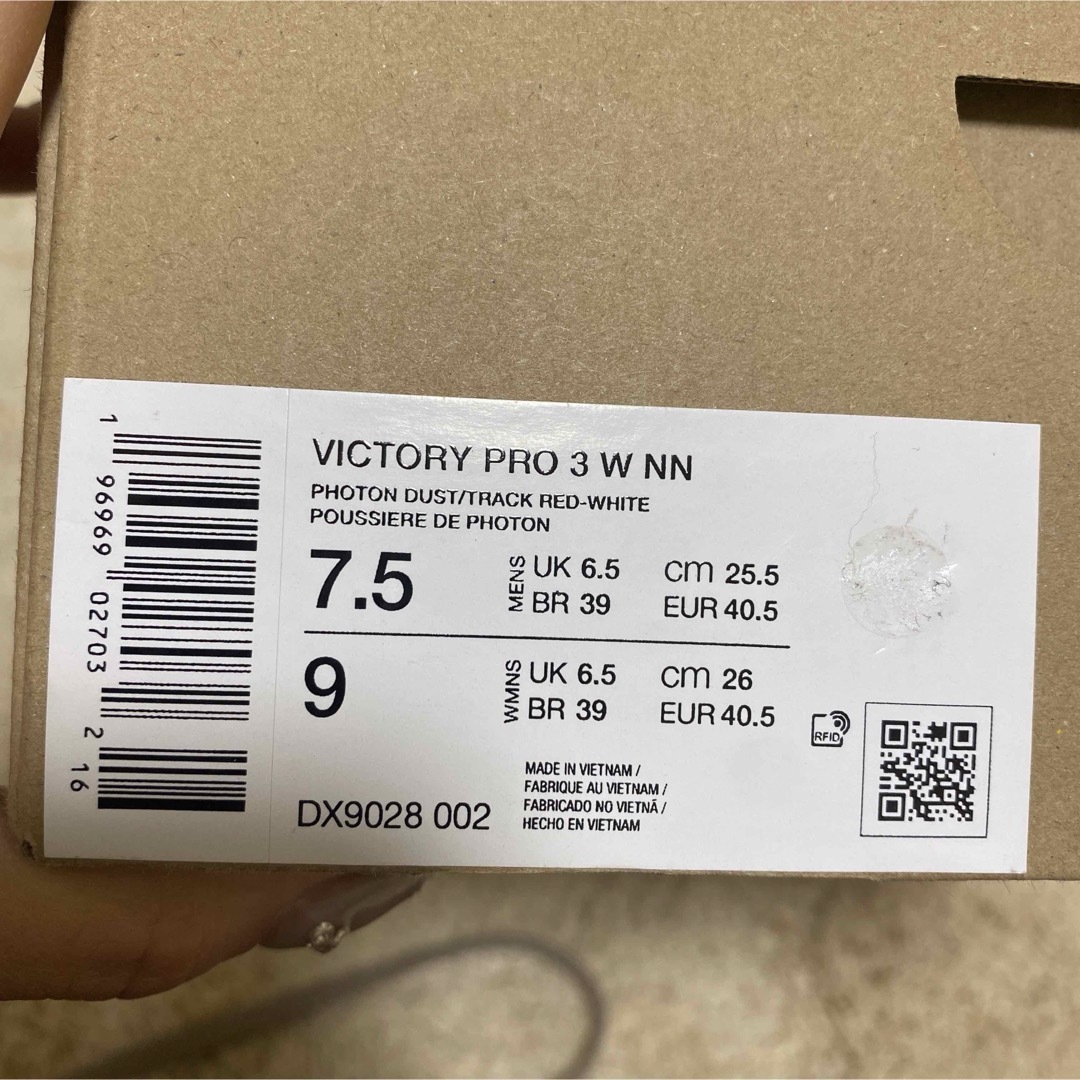 VICTORY PRO 3 W NN
PHOTON DUST/TRACK RED-WHITE
POUSSIERE DE PHOTON
7.5 MENS UK 6.5 cm 25.5
BR 39 EUR 40.5
9 WMNS UK 6.5 cm 26
BR 39 EUR 40.5
RFID
MADE IN VIETNAM /
FABRIQUE AU VIETNAM /
FABRICADO NO VIETNÃ /
HECHO EN VIETNAM
DX9028 002
1 96969 02703 2 16